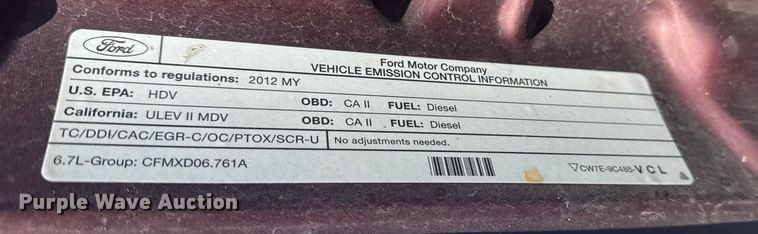 Ford
Ford Motor Company
VEHICLE EMISSION CONTROL INFORMATION
Conforms to regulations: 2012 MY
U.S. EPA: HDV OBD: CA II FUEL: Diesel
California: ULEV II MDV OBD: CA II FUEL: Diesel
TC/DDI/CAC/EGR-C/OC/PTOX/SCR-U No adjustments needed.
6.7L-Group: CFMXD06.761A CW7E-9C485-VCL
Purple Wave Auction